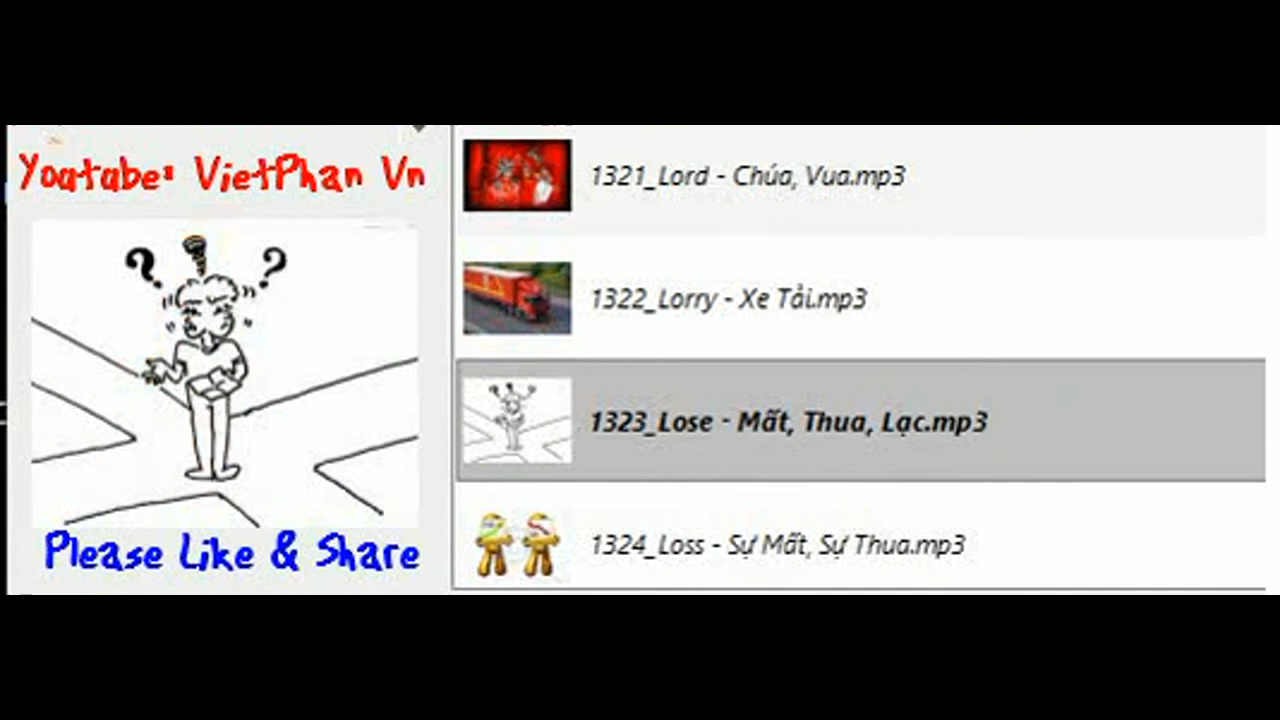 Youtube: VietPhan Vn
? ?
Please Like & Share
1321_Lord - Chúa, Vua.mp3
1322_Lorry - Xe Tải.mp3
1323_Lose - Mất, Thua, Lạc.mp3
1324_Loss - Sự Mất, Sự Thua.mp3